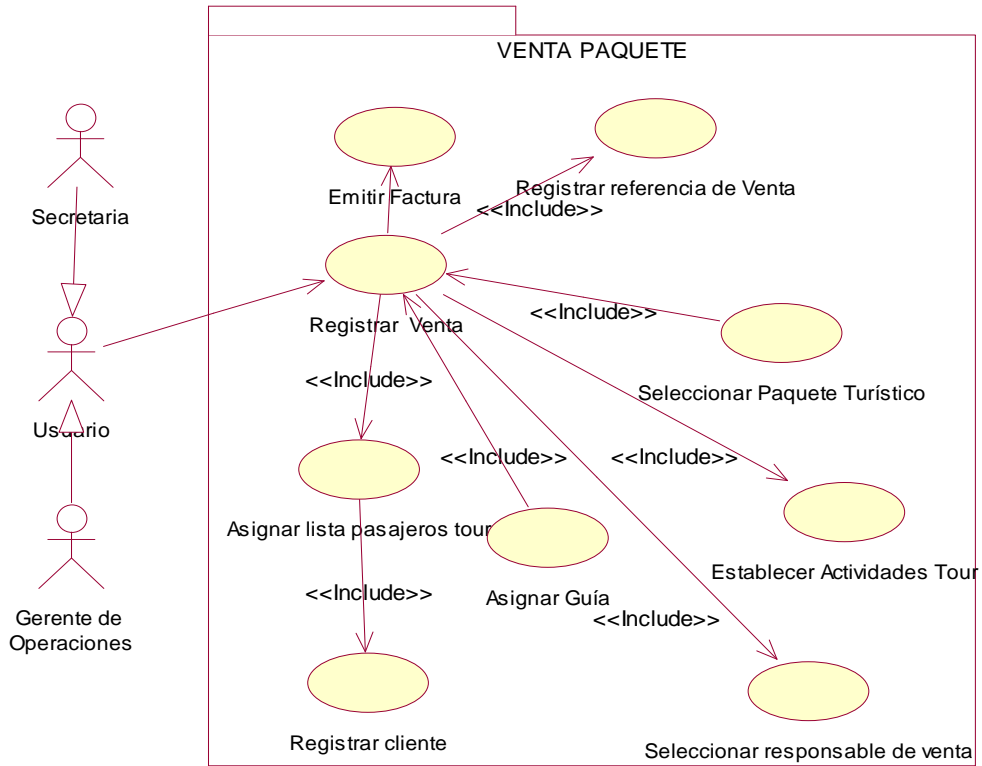 VENTA PAQUETE
Secretaria
Emitir Factura
Registrar referencia de Venta
<<Include>>
Registrar Venta
<<Include>>
Seleccionar Paquete Turístico
Usuario
<<Include>>
<<Include>>
<<Include>>
Asignar lista pasajeros tour
Establecer Actividades Tour
<<Include>>
Asignar Guía
<<Include>>
Gerente de
Operaciones
Registrar cliente
Seleccionar responsable de venta